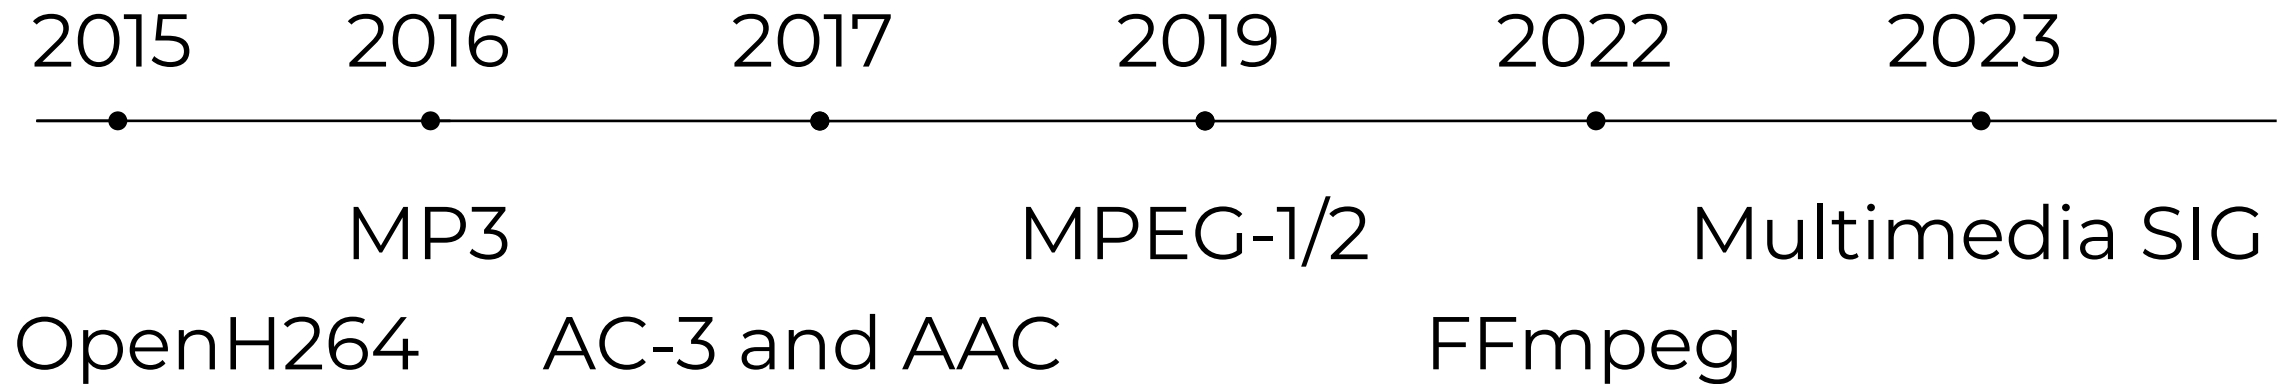 2015 2016 2017 2019 2022 2023
MP3 MPEG-1/2 Multimedia SIG
OpenH264 AC-3 and AAC FFmpeg